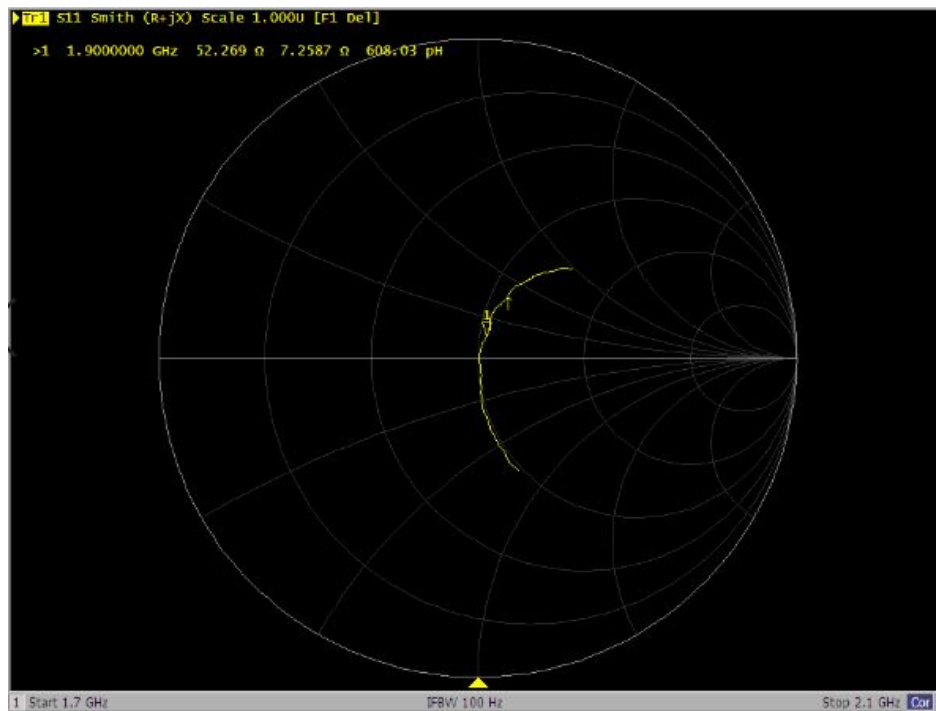 Tr1 S11 Smith (R+jX) Scale 1.000U [F1 Del]
>1 1.9000000 GHz 52.269 Ω 7.2587 Ω 608.03 pH
1
1 Start 1.7 GHz IFBW 100 Hz Stop 2.1 GHz Cor